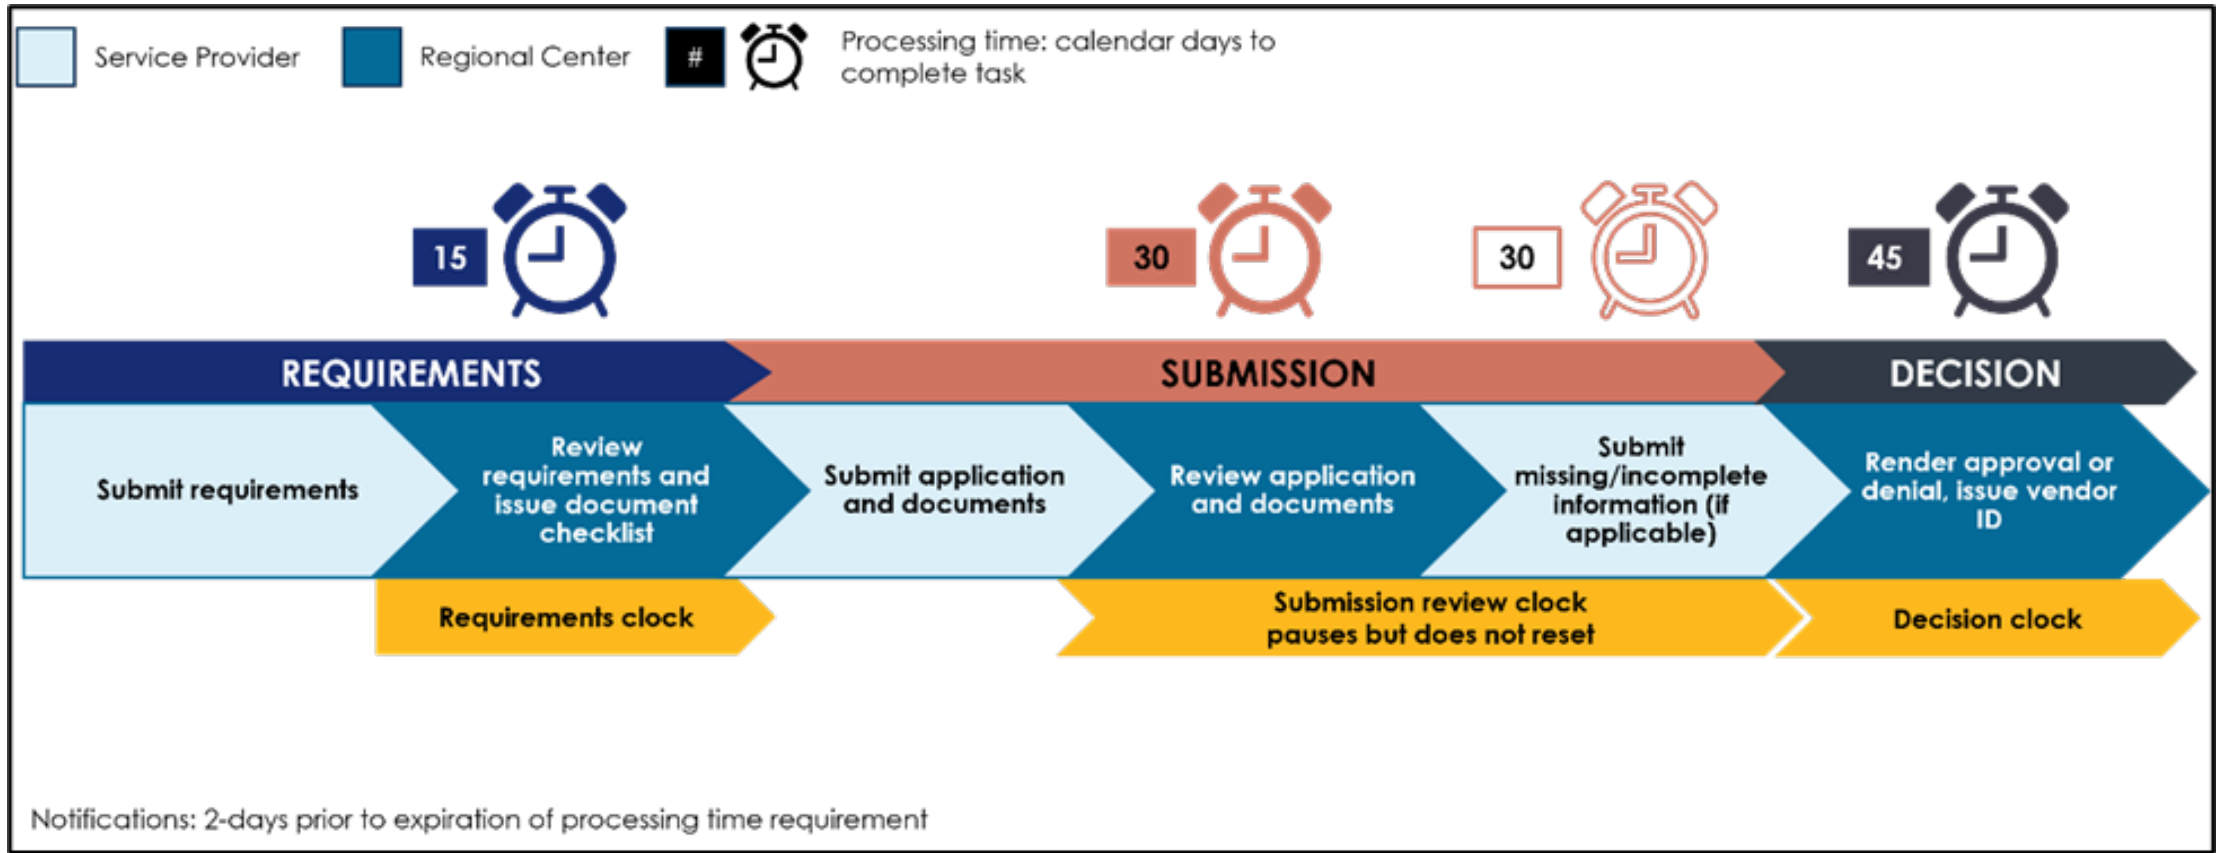 Service Provider
Regional Center
#
Processing time: calendar days to
complete task
15
30
30
45
REQUIREMENTS
SUBMISSION
DECISION
Submit requirements
Review
requirements and
issue document
checklist
Submit application
and documents
Review application
and documents
Submit
missing/incomplete
information (if
applicable)
Render approval or
denial, issue vendor
ID
Requirements clock
Submission review clock
pauses but does not reset
Decision clock
Notifications: 2-days prior to expiration of processing time requirement